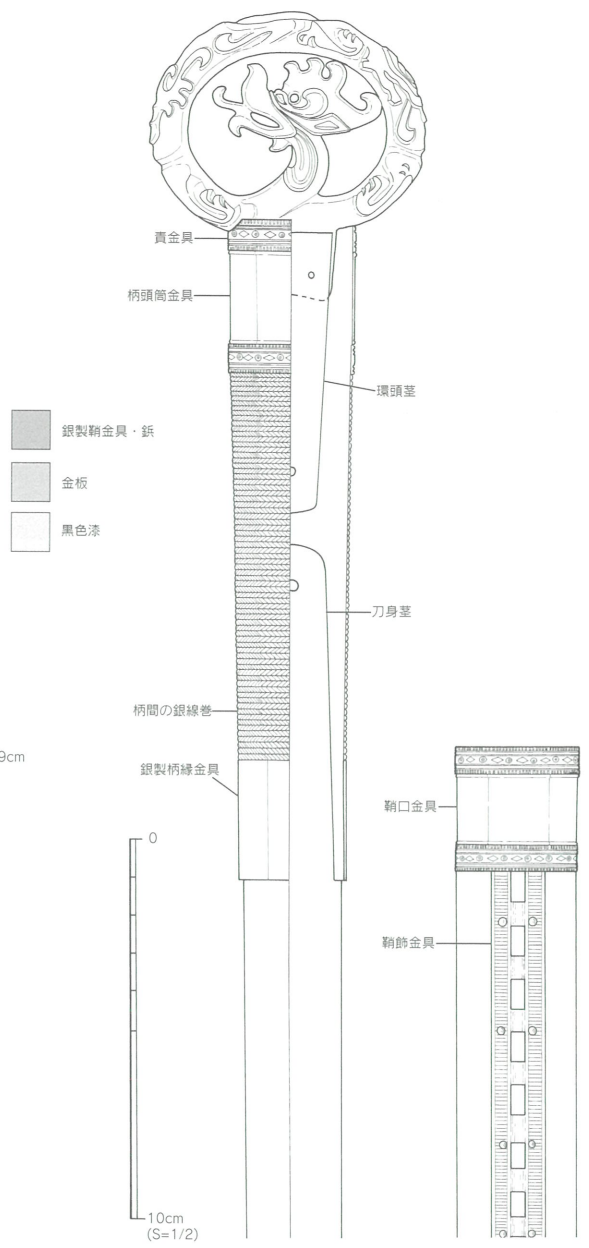 責金具
柄頭筒金具
環頭茎
銀製鞘金具・鋲
金板
黒色漆
刀身茎
柄間の銀線巻
9cm
銀製柄縁金具
鞘口金具
0
鞘飾金具
10cm
(S=1/2)